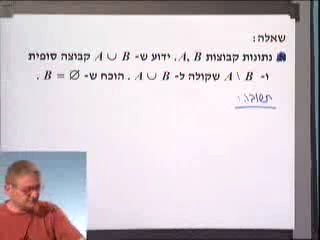 שאלה:
נתונות קבוצות A, B. ידוע ש- A ∪ B קבוצה סופית
ו- A \ B שקולה ל- A ∪ B. הוכח ש- B = ∅.
תשובה: